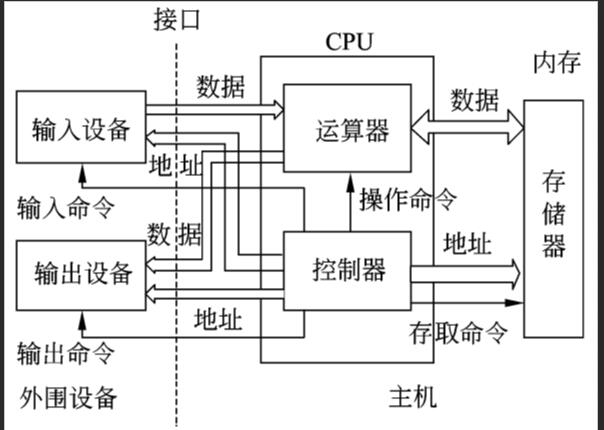 接口
CPU
内存
数据
数据
输入设备
运算器
地址
存储器
输入命令
操作命令
数据
地址
输出设备
控制器
地址
存取命令
输出命令
外围设备
主机